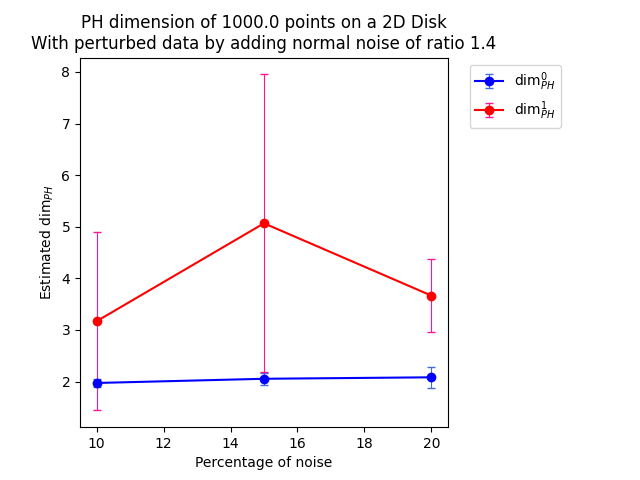 PH dimension of 1000.0 points on a 2D Disk
With perturbed data by adding normal noise of ratio 1.4
8
7
6
5
4
3
2
Estimated dim_PH
10
12
14
16
18
20
Percentage of noise
dim^0_PH
dim^1_PH